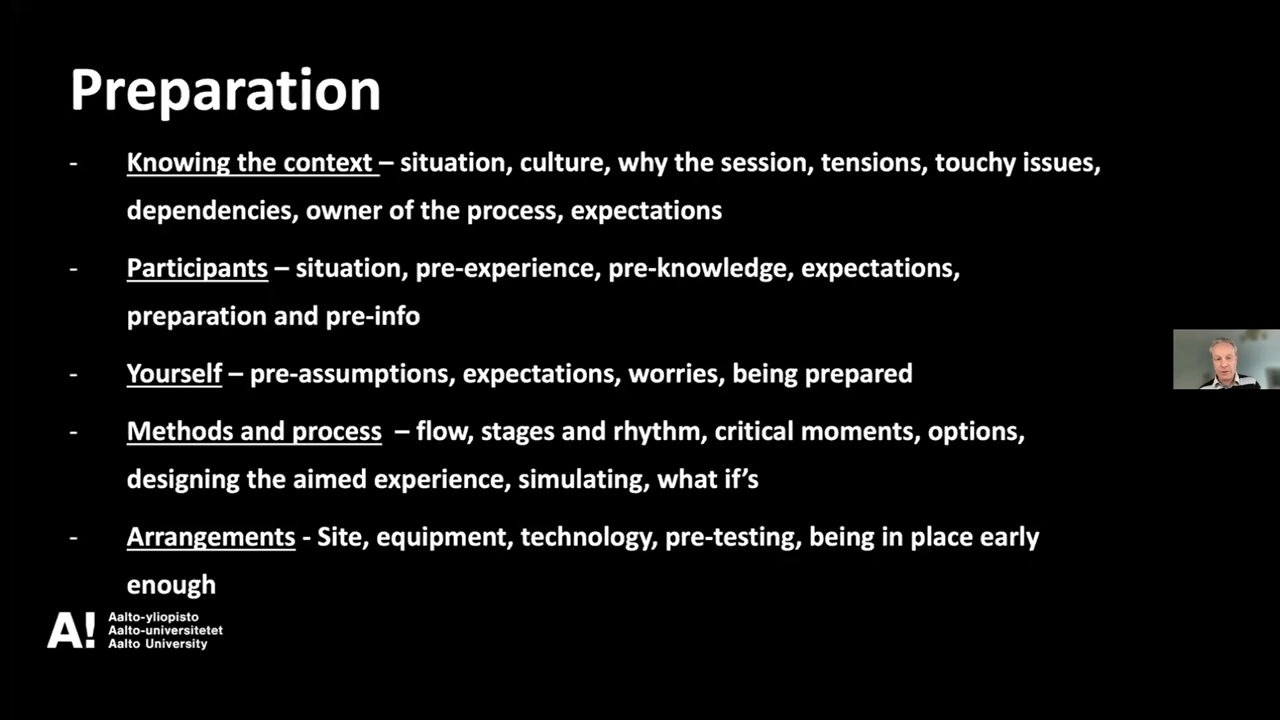 Preparation
- Knowing the context – situation, culture, why the session, tensions, touchy issues,
dependencies, owner of the process, expectations
- Participants – situation, pre-experience, pre-knowledge, expectations,
preparation and pre-info
- Yourself – pre-assumptions, expectations, worries, being prepared
- Methods and process – flow, stages and rhythm, critical moments, options,
designing the aimed experience, simulating, what if’s
- Arrangements - Site, equipment, technology, pre-testing, being in place early
enough
A!
Aalto-yliopisto
Aalto-universitetet
Aalto University